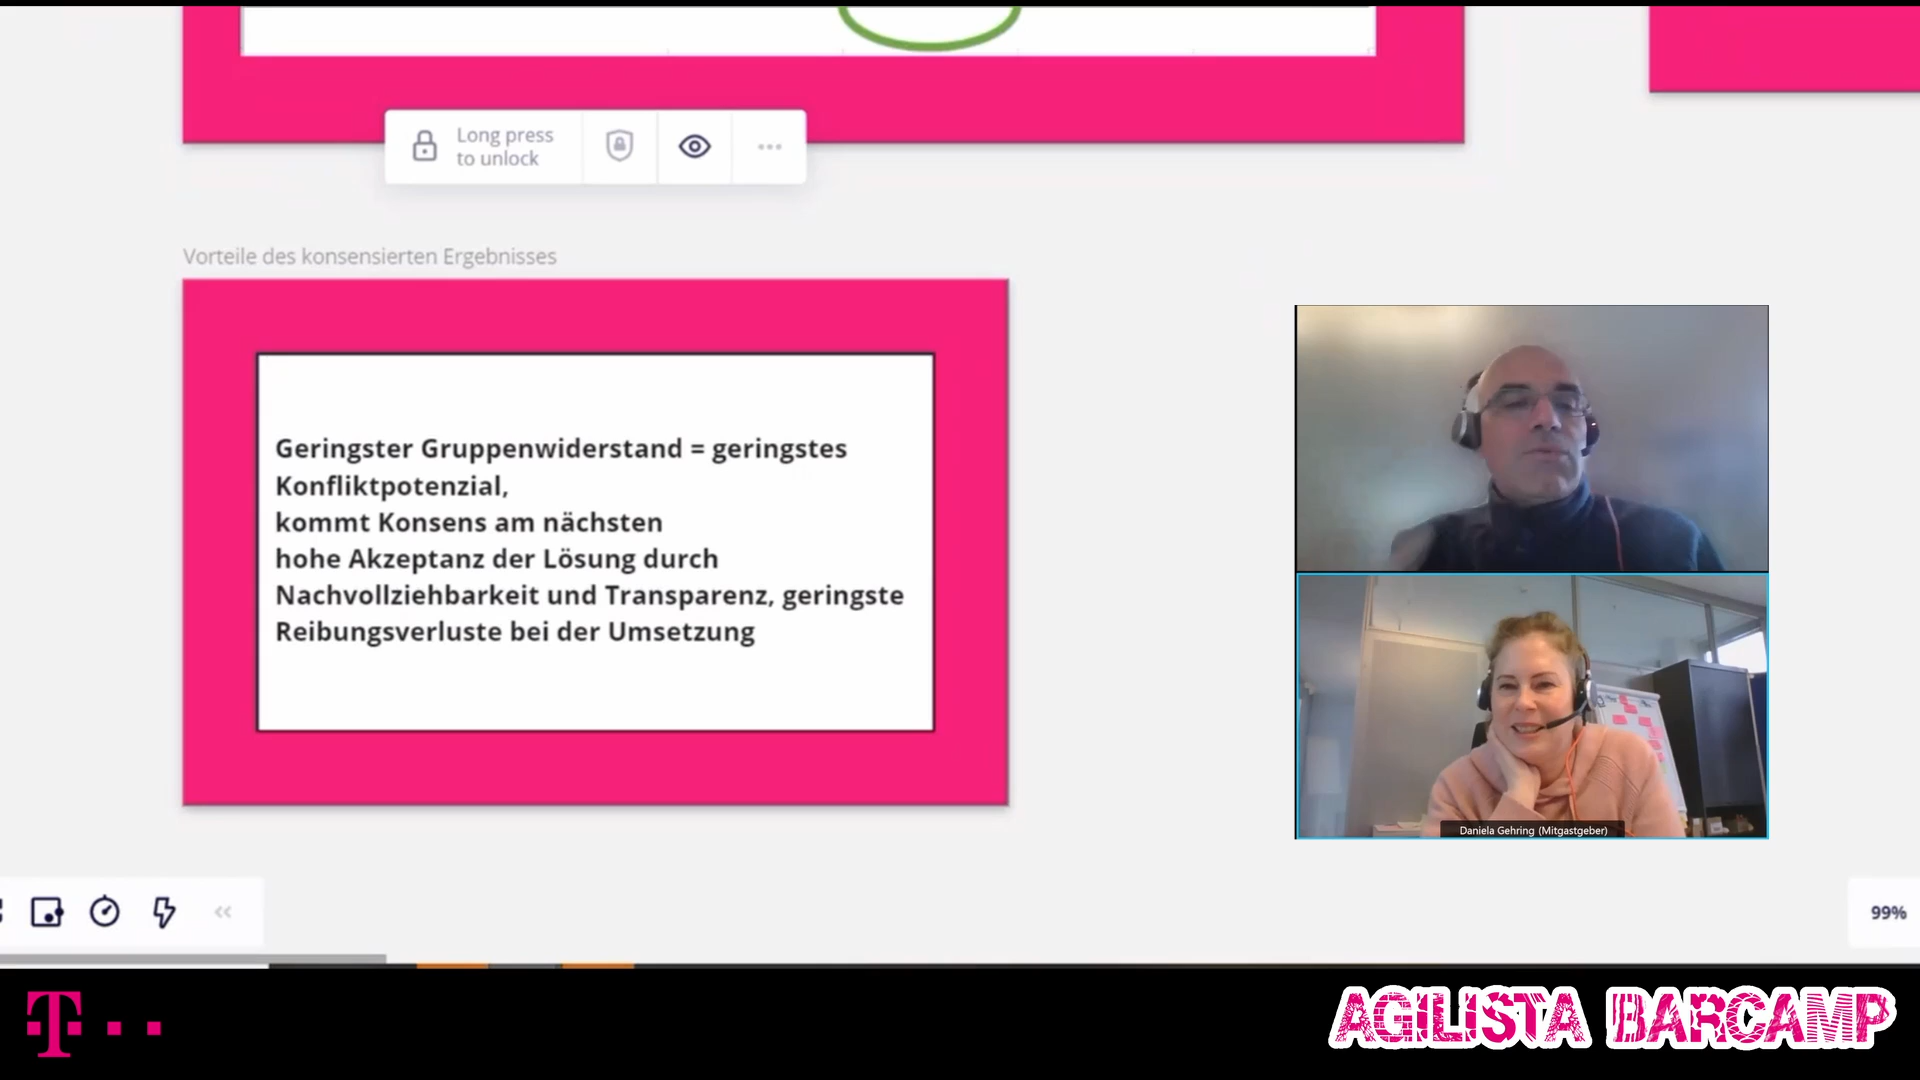 Long press
to unlock
Vorteile des konsensierten Ergebnisses
Geringster Gruppenwiderstand = geringstes
Konfliktpotenzial,
kommt Konsens am nächsten
hohe Akzeptanz der Lösung durch
Nachvollziehbarkeit und Transparenz, geringste
Reibungsverluste bei der Umsetzung
Daniela Gehring (Mitgastgeber)
99%
T
AGILISTA BARCAMP